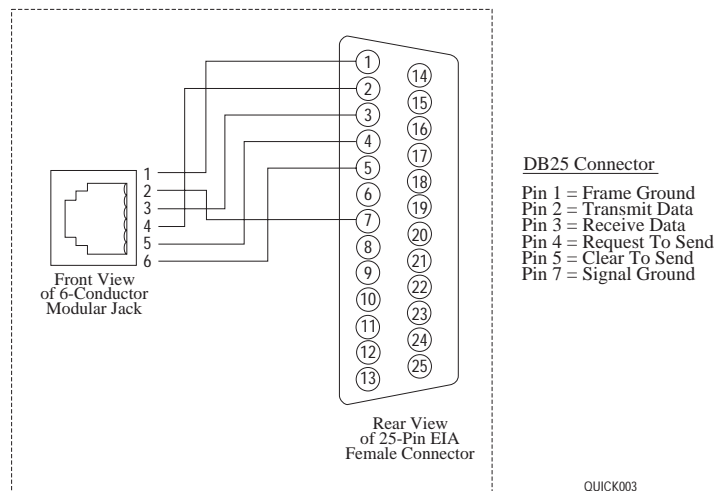 1
2
3
4
5
6
Front View
of 6-Conductor
Modular Jack
1
2
3
4
5
6
7
8
9
10
11
12
13
14
15
16
17
18
19
20
21
22
23
24
25
Rear View
of 25-Pin EIA
Female Connector
DB25 Connector
Pin 1 = Frame Ground
Pin 2 = Transmit Data
Pin 3 = Receive Data
Pin 4 = Request To Send
Pin 5 = Clear To Send
Pin 7 = Signal Ground
QUICK003